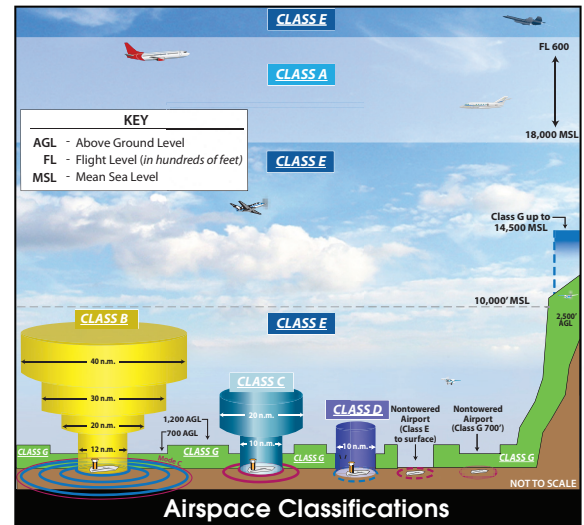 CLASS E
FL 600
CLASS A
18,000 MSL
KEY
AGL - Above Ground Level
FL - Flight Level (in hundreds of feet)
MSL - Mean Sea Level
CLASS E
Class G up to
14,500 MSL
10,000' MSL
2,500'
AGL
CLASS B
CLASS E
40 n.m.
30 n.m.
20 n.m.
12 n.m.
Mode C
1,200 AGL
700 AGL
CLASS C
20 n.m.
10 n.m.
CLASS D
10 n.m.
Nontowered
Airport
(Class E
to surface)
Nontowered
Airport
(Class G 700')
CLASS G
CLASS G
CLASS G
CLASS G
NOT TO SCALE
Airspace Classifications